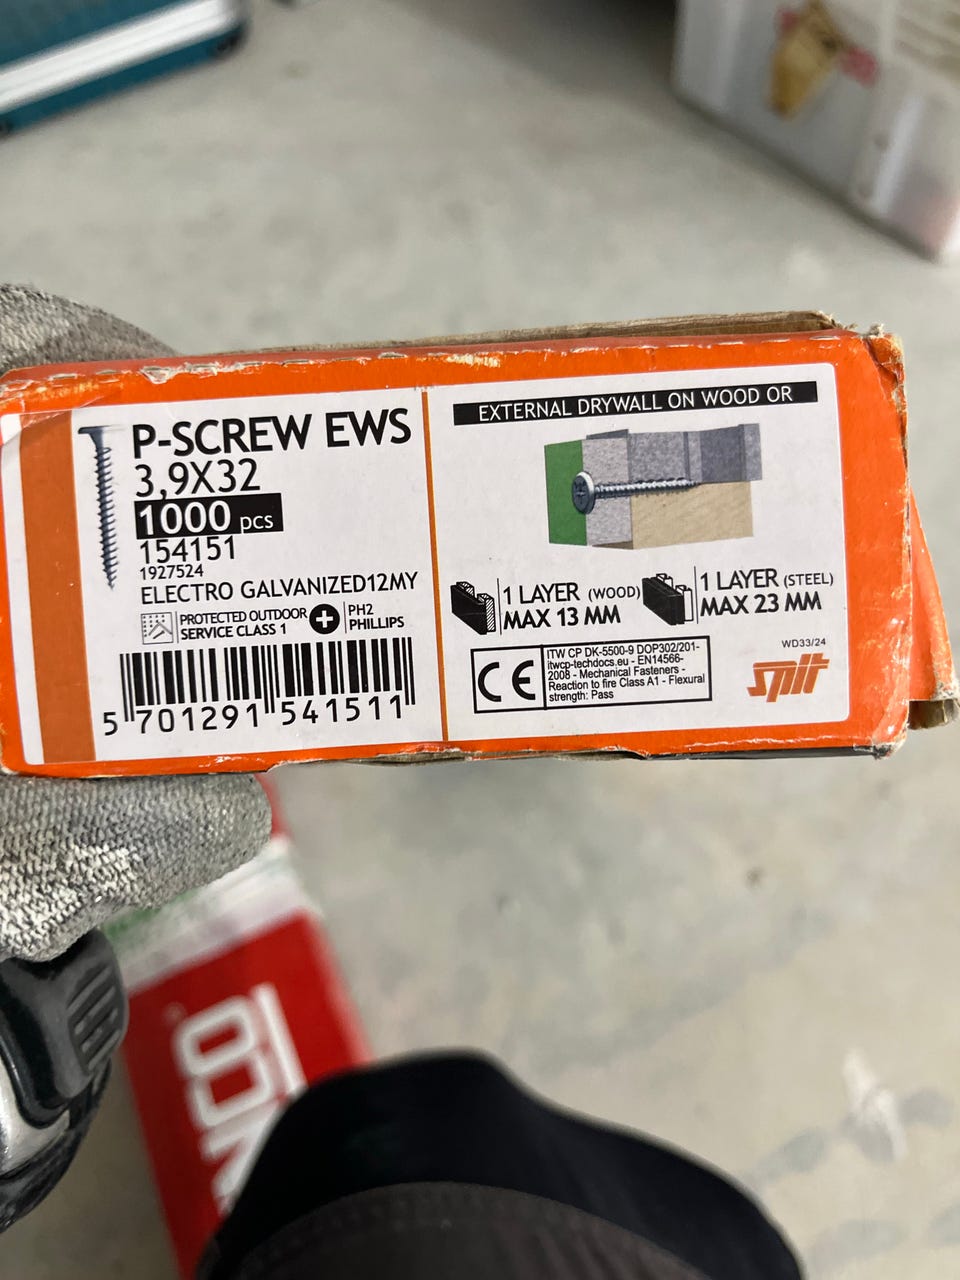 P-SCREW EWS
3,9X32
1000 pcs
154151
1927524
ELECTRO GALVANIZED12MY
PROTECTED OUTDOOR
SERVICE CLASS 1
PH2
PHILLIPS
5 701291 541511
EXTERNAL DRYWALL ON WOOD OR
1 LAYER (WOOD)
MAX 13 MM
1 LAYER (STEEL)
MAX 23 MM
CE
ITW CP DK-5500-9 DOP302/201-
itwcp-techdocs.eu - EN14566-
2008 - Mechanical Fasteners -
Reaction to fire Class A1 - Flexural
strength: Pass
WD33/24
spit